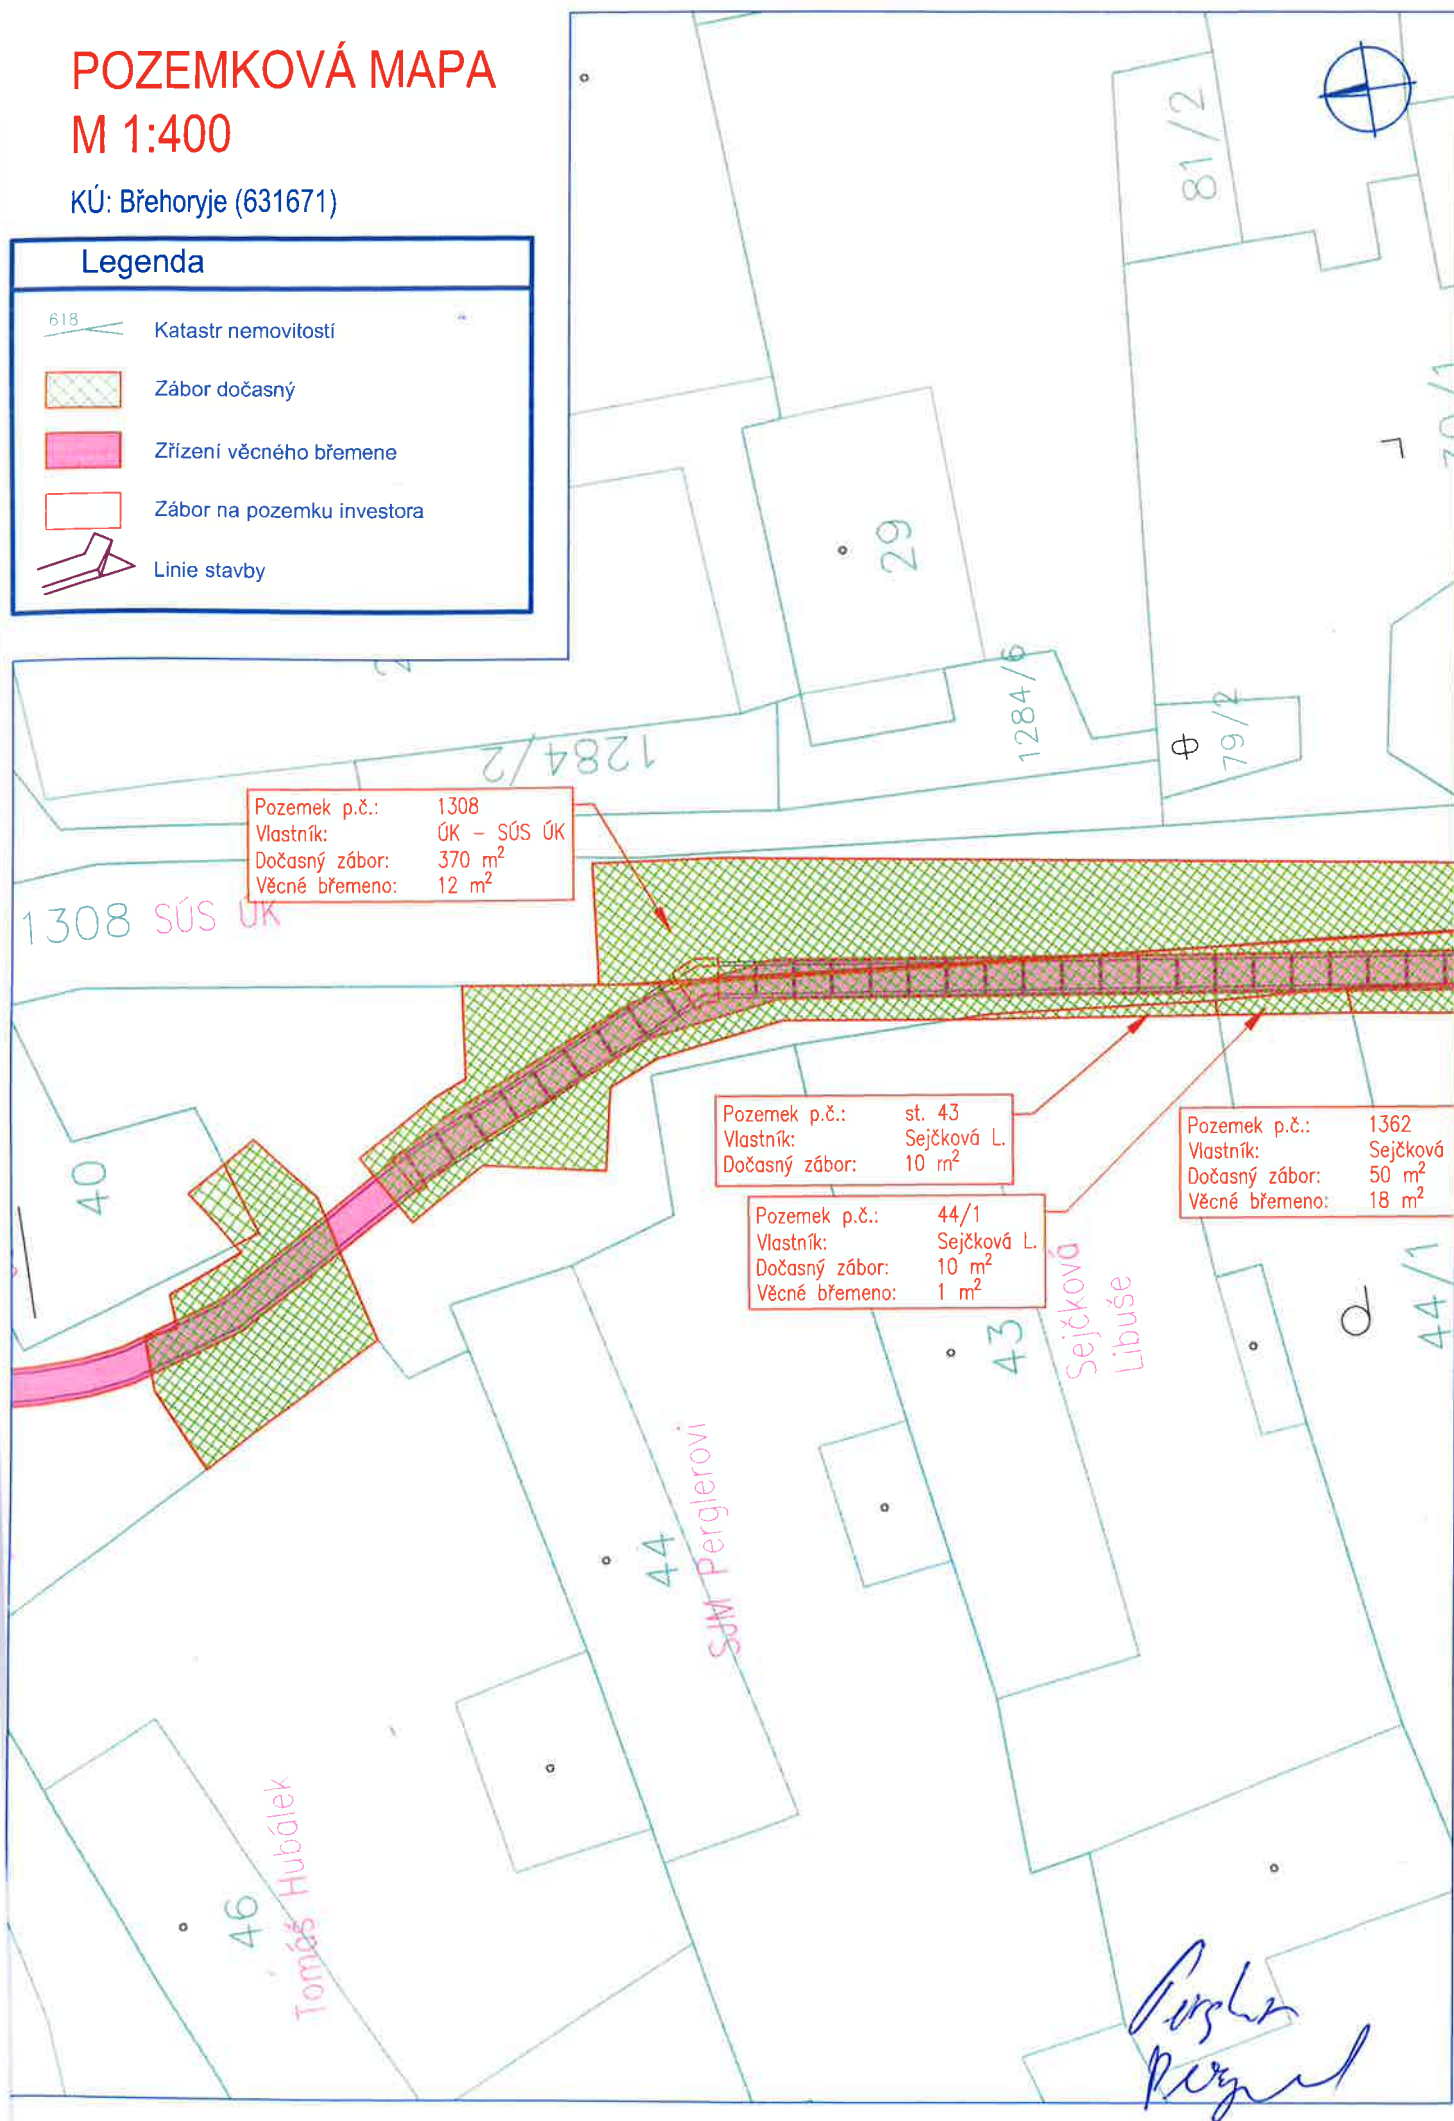 POZEMKOVÁ MAPA
M 1:400
KÚ: Břehoryje (631671)
Legenda
618
Katastr nemovitostí
Zábor dočasný
Zřízení věcného břemene
Zábor na pozemku investora
Linie stavby
81/2
70/1
29
1284/6
79/2
1284/2
Pozemek p.č.: 1308
Vlastník: ÚK - SÚS ÚK
Dočasný zábor: 370 m²
Věcné břemeno: 12 m²
1308 SÚS ÚK
40
Pozemek p.č.: st. 43
Vlastník: Sejčková L.
Dočasný zábor: 10 m²
Pozemek p.č.: 1362
Vlastník: Sejčková
Dočasný zábor: 50 m²
Věcné břemeno: 18 m²
Pozemek p.č.: 44/1
Vlastník: Sejčková L.
Dočasný zábor: 10 m²
Věcné břemeno: 1 m²
43
Sejčková
Libuše
44/1
44
SJM Perglerovi
46
Tomáš Hubálek